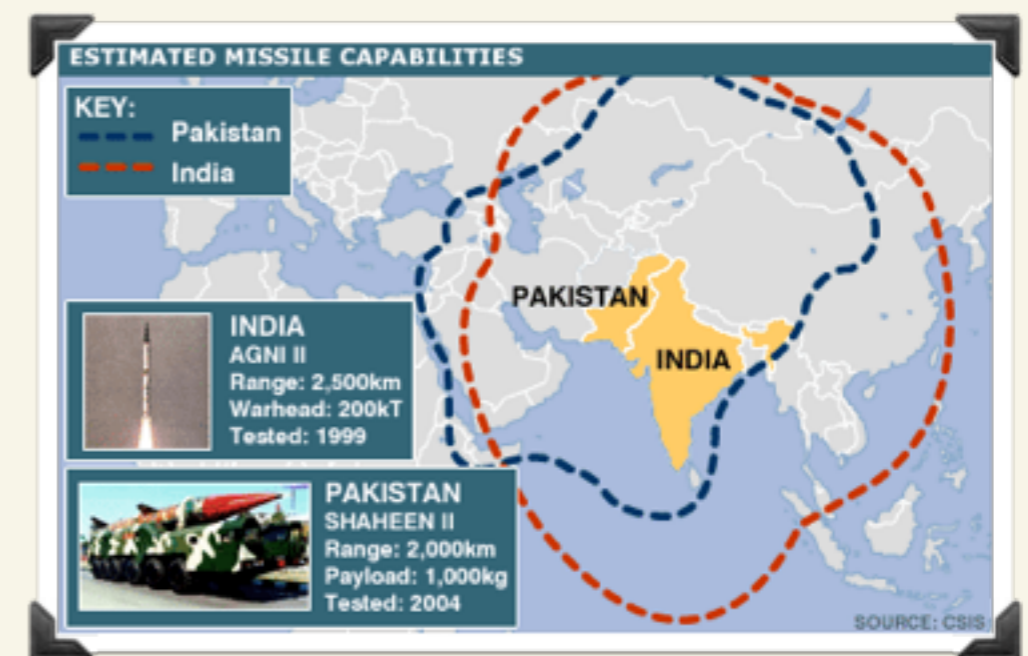 ESTIMATED MISSILE CAPABILITIES
KEY:
Pakistan
India
PAKISTAN
INDIA
INDIA
AGNI II
Range: 2,500km
Warhead: 200kT
Tested: 1999
PAKISTAN
SHAHEEN II
Range: 2,000km
Payload: 1,000kg
Tested: 2004
SOURCE: CSIS